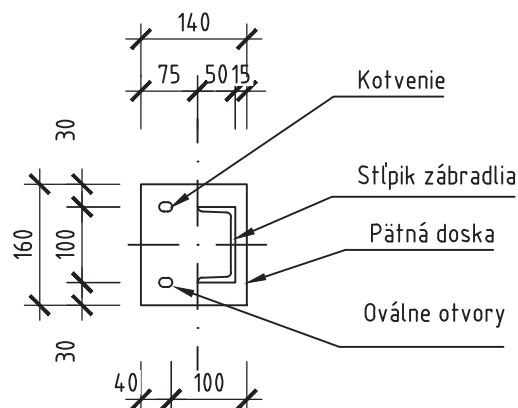 140
75 50 15
Kotvenie
30
Stĺpik zábradlia
160 100
Pätná doska
Oválne otvory
30
40 100